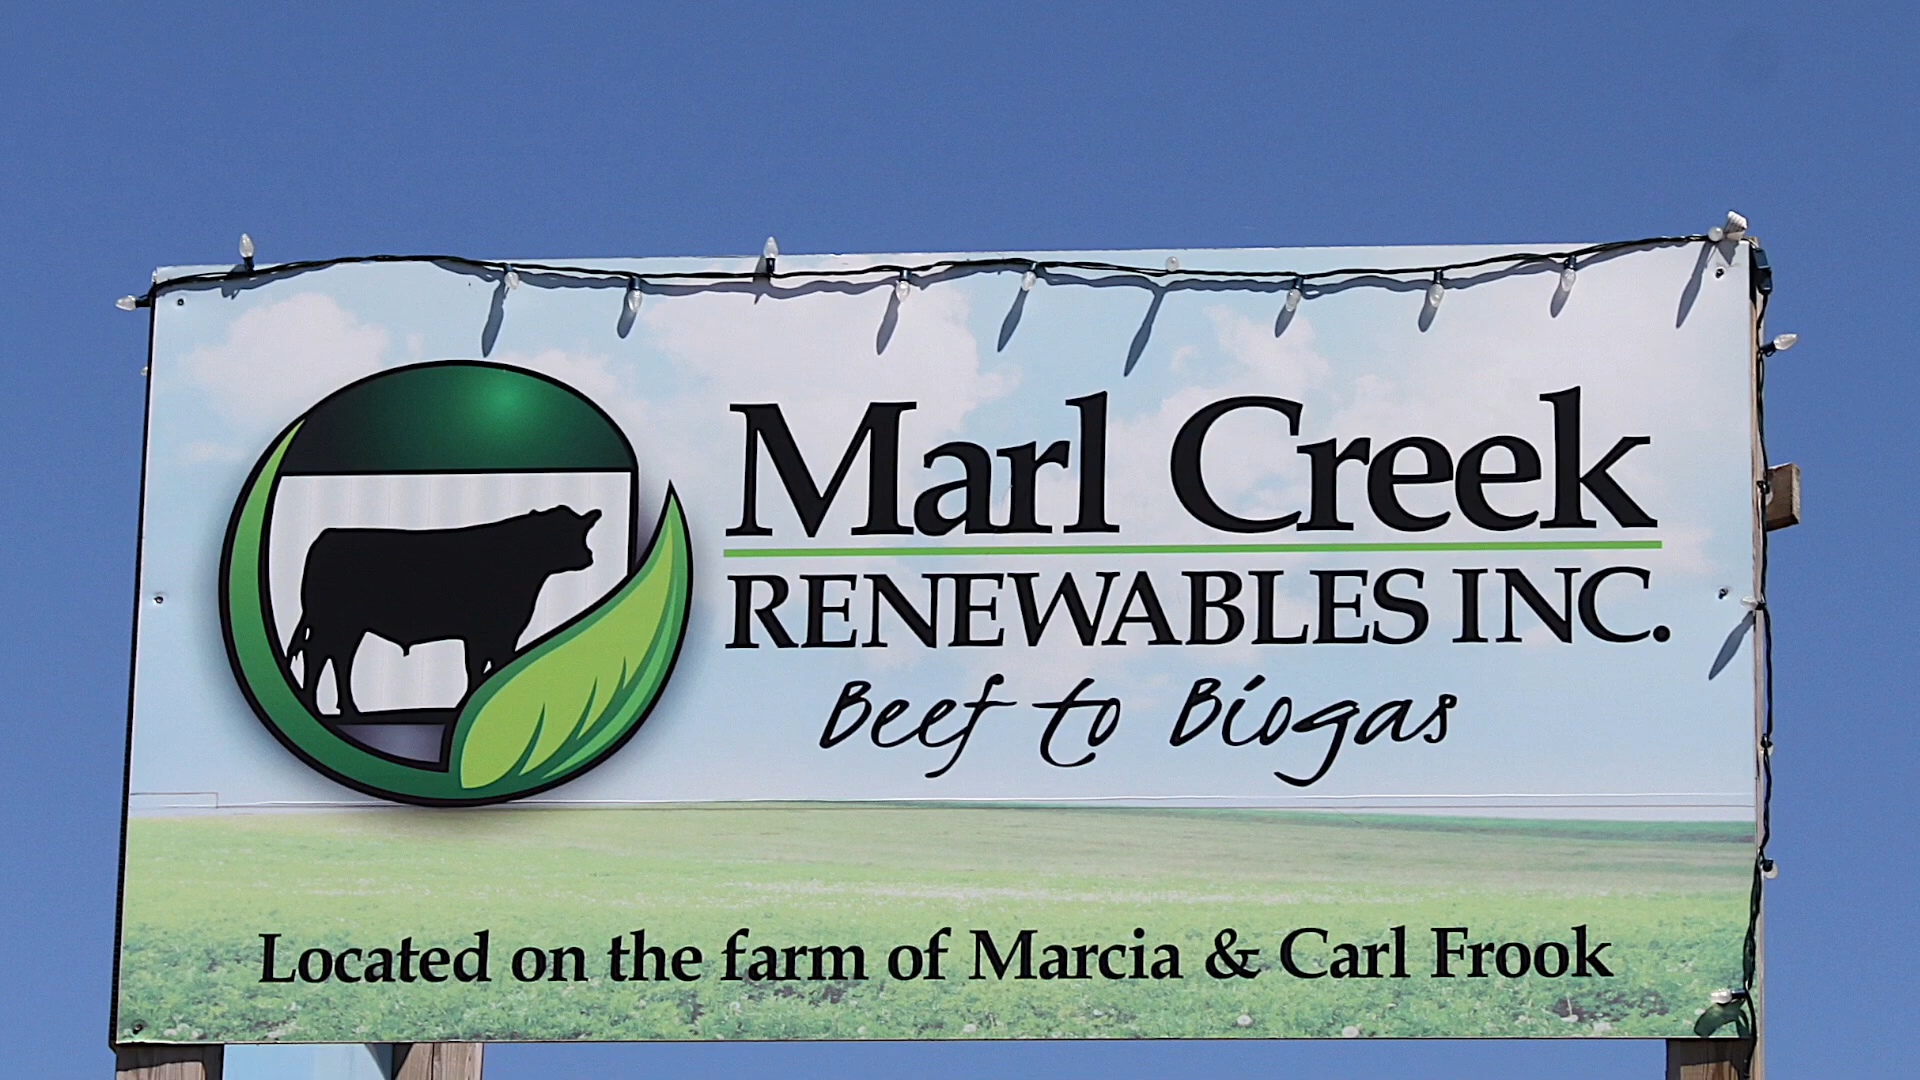 Marl Creek
RENEWABLES INC.
Beef to Biogas
Located on the farm of Marcia & Carl Frook